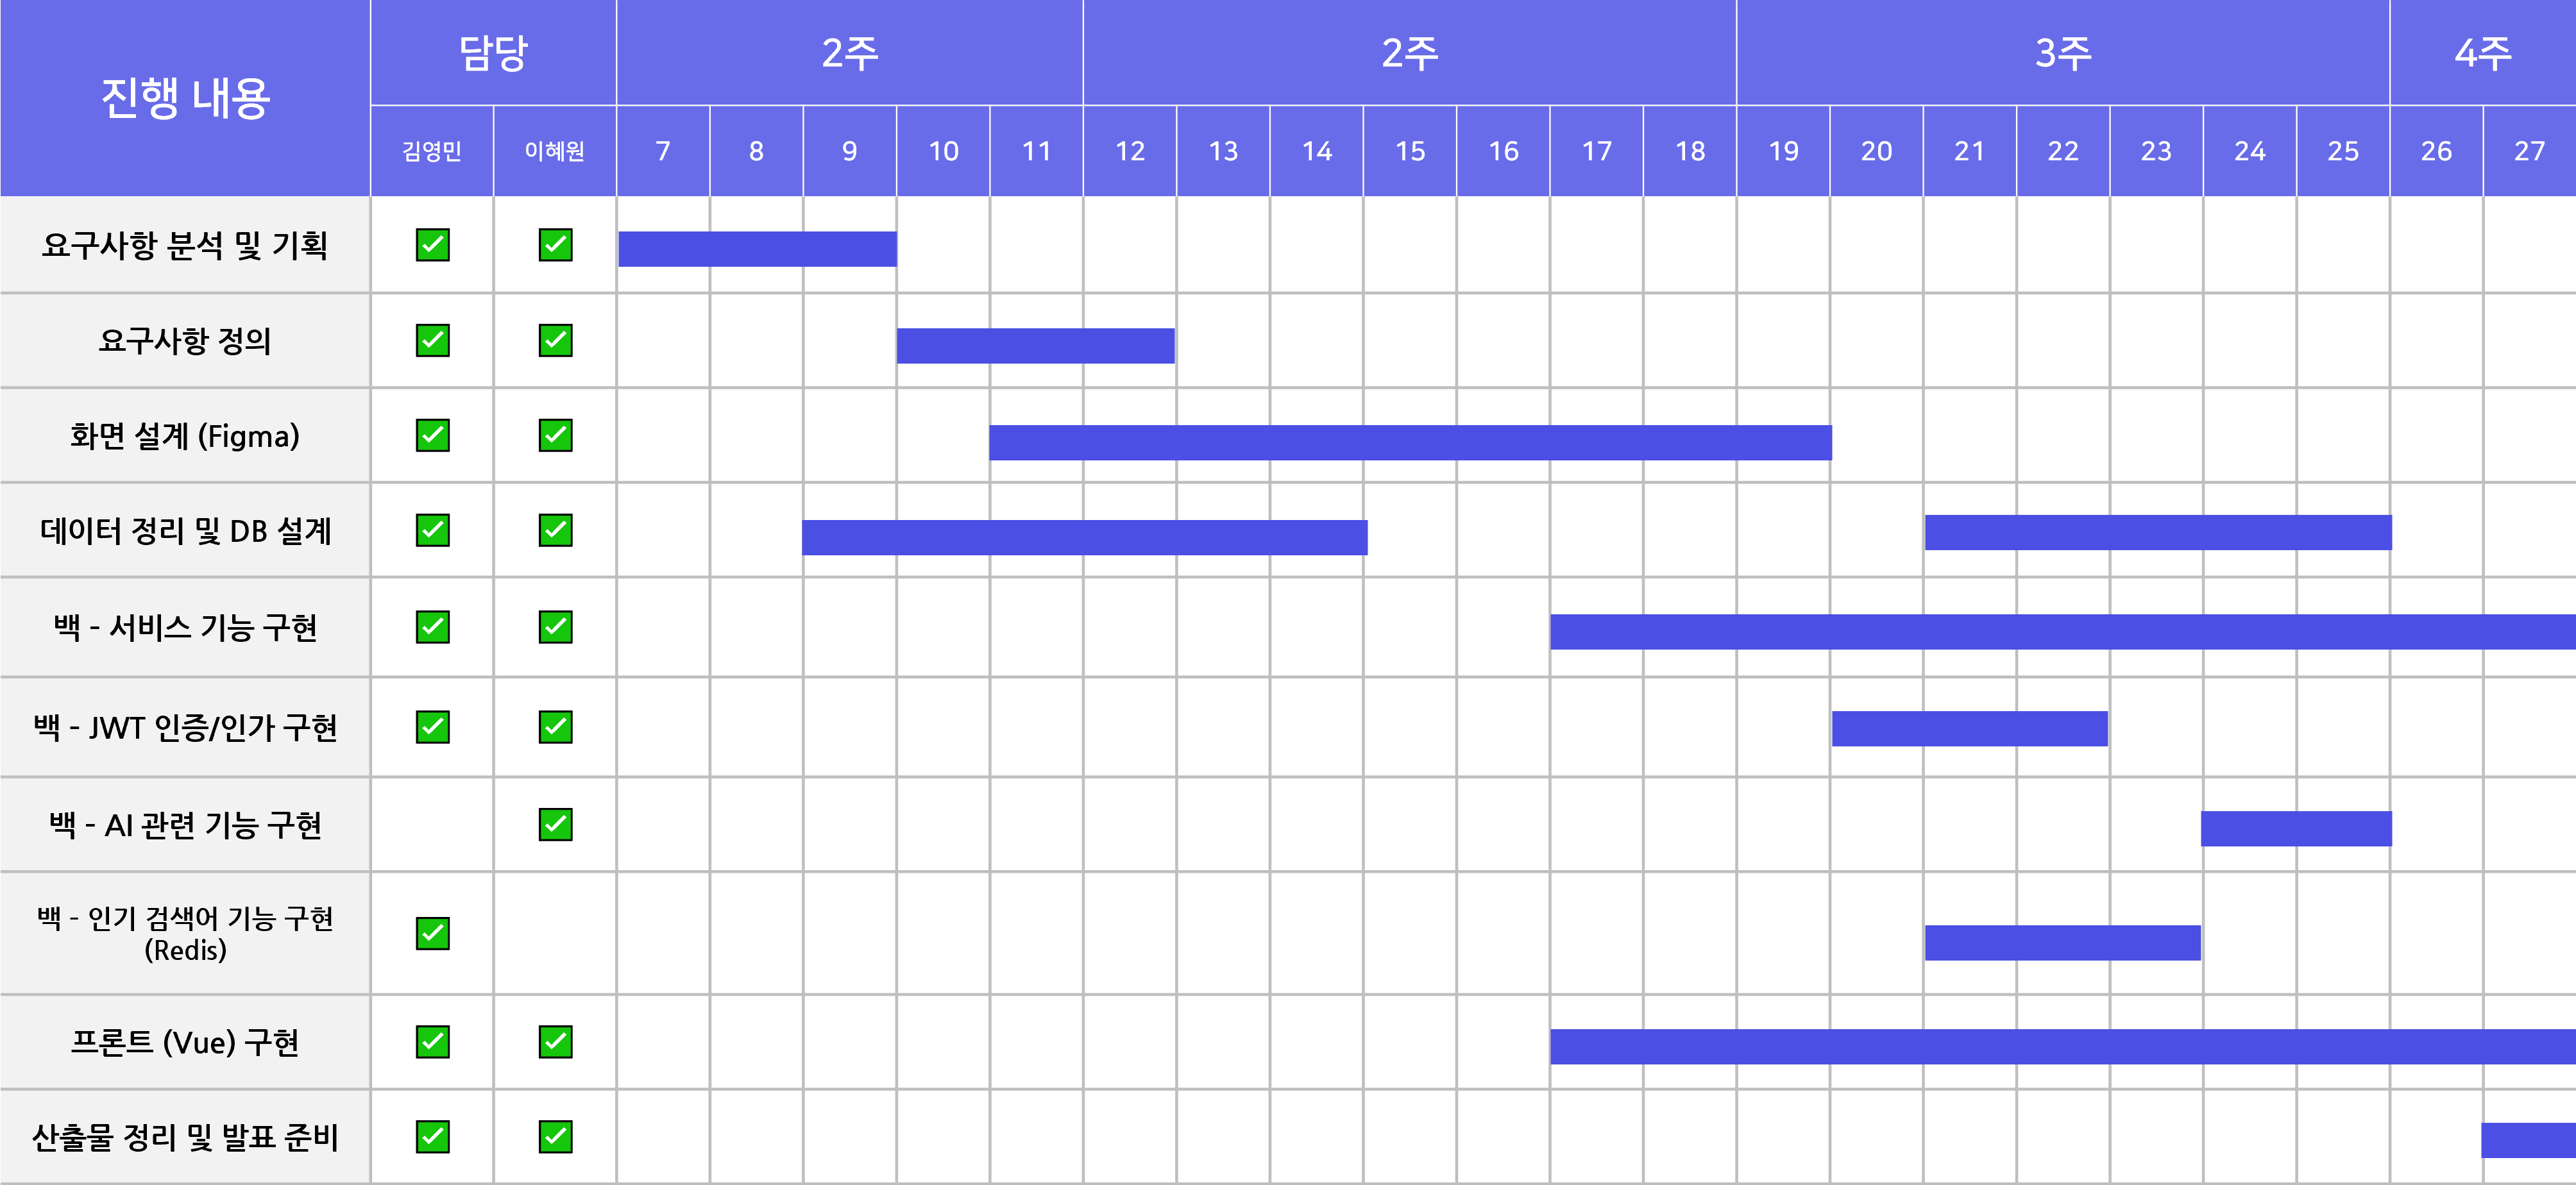 진행 내용
담당
2주
2주
3주
4주
김영민
이혜원
7 8 9 10 11 12 13 14 15 16 17 18 19 20 21 22 23 24 25 26 27
요구사항 분석 및 기획
요구사항 정의
화면 설계 (Figma)
데이터 정리 및 DB 설계
백 - 서비스 기능 구현
백 - JWT 인증/인가 구현
백 - AI 관련 기능 구현
백 - 인기 검색어 기능 구현
(Redis)
프론트 (Vue) 구현
산출물 정리 및 발표 준비